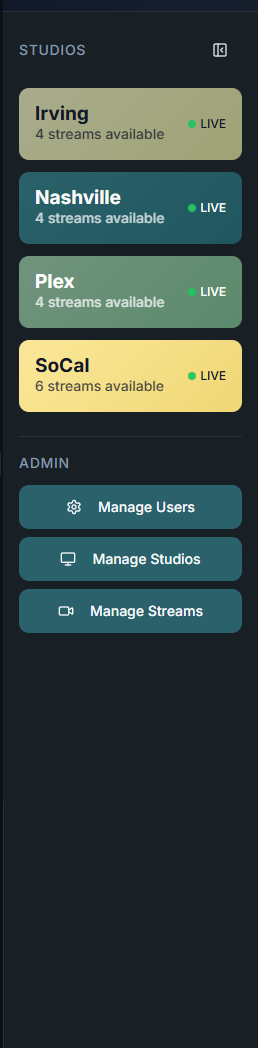 STUDIOS
Irving
4 streams available
LIVE
Nashville
4 streams available
LIVE
Plex
4 streams available
LIVE
SoCal
6 streams available
LIVE
ADMIN
Manage Users
Manage Studios
Manage Streams